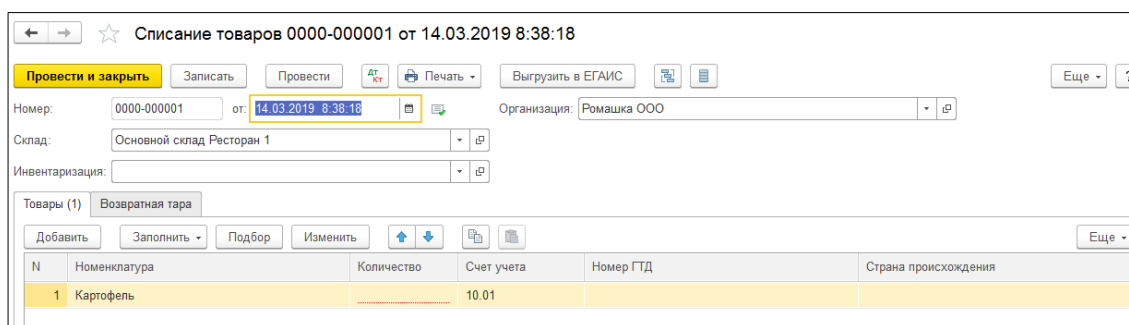 Списание товаров 0000-000001 от 14.03.2019 8:38:18
Провести и закрыть Записать Провести Дт Кт Печать Выгрузить в ЕГАИС Еще ?
Номер: 0000-000001 от: 14.03.2019 8:38:18 Организация: Ромашка ООО
Склад: Основной склад Ресторан 1
Инвентаризация:
Товары (1) Возвратная тара
Добавить Заполнить Подбор Изменить Еще
N Номенклатура Количество Счет учета Номер ГТД Страна происхождения
1 Картофель 10.01